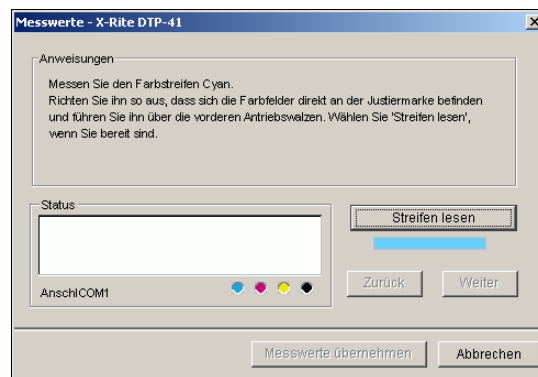 Messwerte - X-Rite DTP-41
Anweisungen
Messen Sie den Farbstreifen Cyan.
Richten Sie ihn so aus, dass sich die Farbfelder direkt an der Justiermarke befinden
und führen Sie ihn über die vorderen Antriebswalzen. Wählen Sie 'Streifen lesen',
wenn Sie bereit sind.
Status
Streifen lesen
AnschlCOM1
Zurück
Weiter
Messwerte übernehmen
Abbrechen